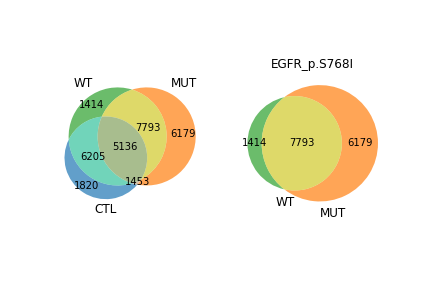 WT
MUT
1414
7793
6179
5136
6205
1453
1820
CTL
EGFR_p.S768I
1414
7793
6179
WT
MUT